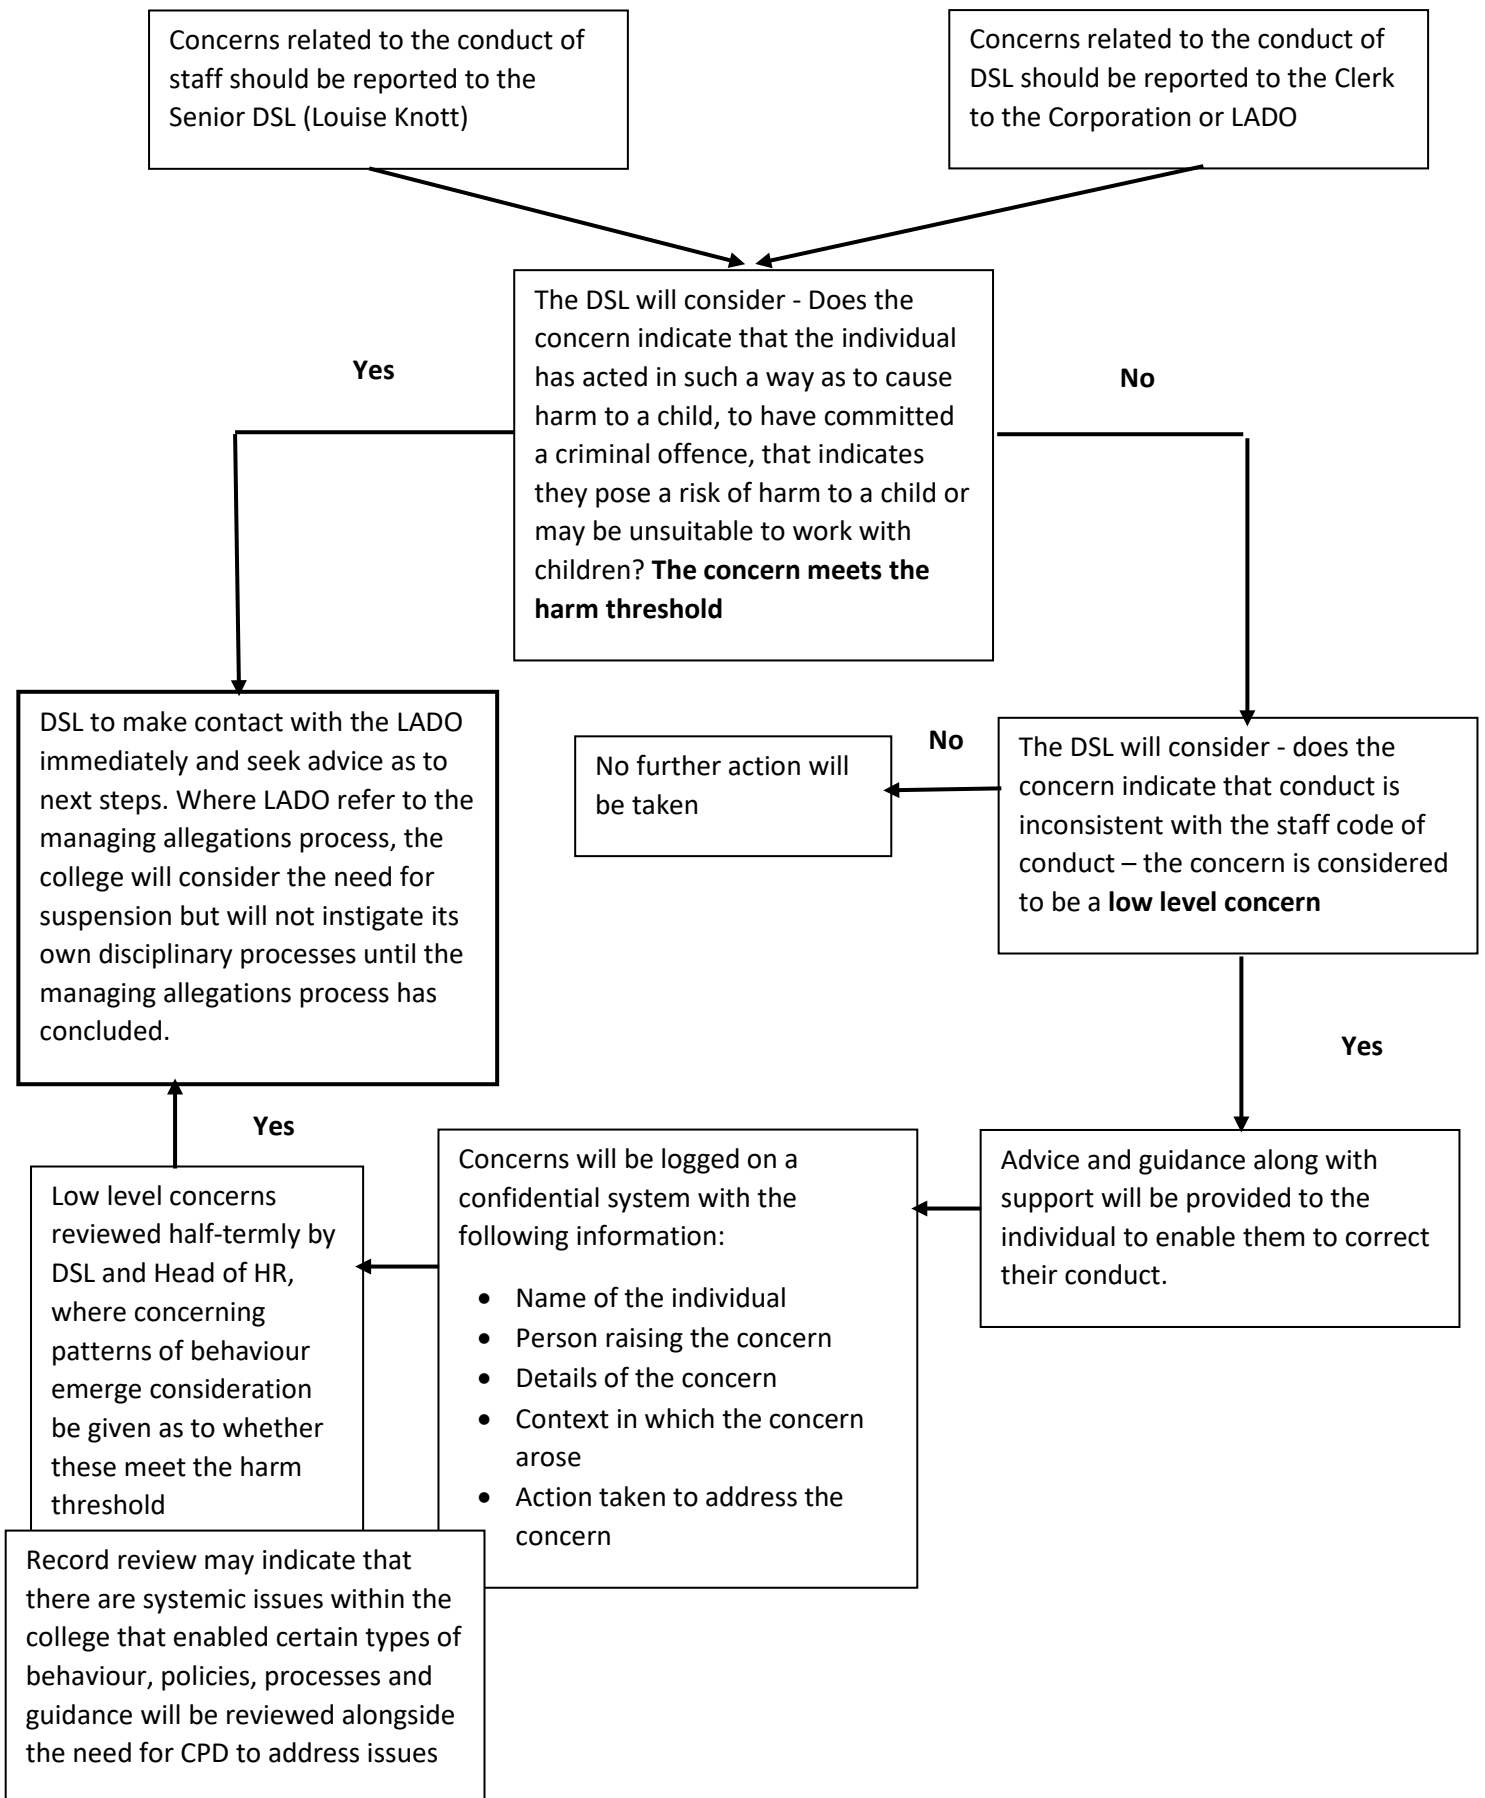 Concerns related to the conduct of
staff should be reported to the
Senior DSL (Louise Knott)
Concerns related to the conduct of
DSL should be reported to the Clerk
to the Corporation or LADO
The DSL will consider - Does the
concern indicate that the individual
has acted in such a way as to cause
harm to a child, to have committed
a criminal offence, that indicates
they pose a risk of harm to a child or
may be unsuitable to work with
children? The concern meets the
harm threshold
Yes
No
DSL to make contact with the LADO
immediately and seek advice as to
next steps. Where LADO refer to the
managing allegations process, the
college will consider the need for
suspension but will not instigate its
own disciplinary processes until the
managing allegations process has
concluded.
No further action will
be taken
No
The DSL will consider - does the
concern indicate that conduct is
inconsistent with the staff code of
conduct – the concern is considered
to be a low level concern
Yes
Yes
Low level concerns
reviewed half-termly by
DSL and Head of HR,
where concerning
patterns of behaviour
emerge consideration
be given as to whether
these meet the harm
threshold
Concerns will be logged on a
confidential system with the
following information:
• Name of the individual
• Person raising the concern
• Details of the concern
• Context in which the concern
arose
• Action taken to address the
concern
Advice and guidance along with
support will be provided to the
individual to enable them to correct
their conduct.
Record review may indicate that
there are systemic issues within the
college that enabled certain types of
behaviour, policies, processes and
guidance will be reviewed alongside
the need for CPD to address issues